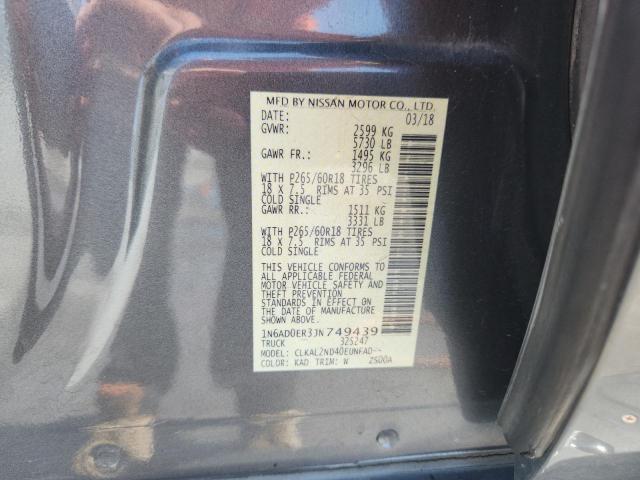 MFD BY NISSAN MOTOR CO., LTD.
DATE: 03/18
GVWR: 2599 KG
5730 LB
GAWR FR.: 1495 KG
3296 LB
WITH P265/60R18 TIRES
18 X 7.5 RIMS AT 35 PSI
COLD SINGLE
GAWR RR.: 1511 KG
3331 LB
WITH P265/60R18 TIRES
18 X 7.5 RIMS AT 35 PSI
COLD SINGLE
THIS VEHICLE CONFORMS TO
ALL APPLICABLE FEDERAL
MOTOR VEHICLE SAFETY AND
THEFT PREVENTION
STANDARDS IN EFFECT ON
THE DATE OF MANUFACTURE
SHOWN ABOVE.
1N6AD0ER3JN749439
TRUCK 32S247
MODEL: CLKAL2ND40EUNFAD--
COLOR: KAD TRIM: W 2SD0A